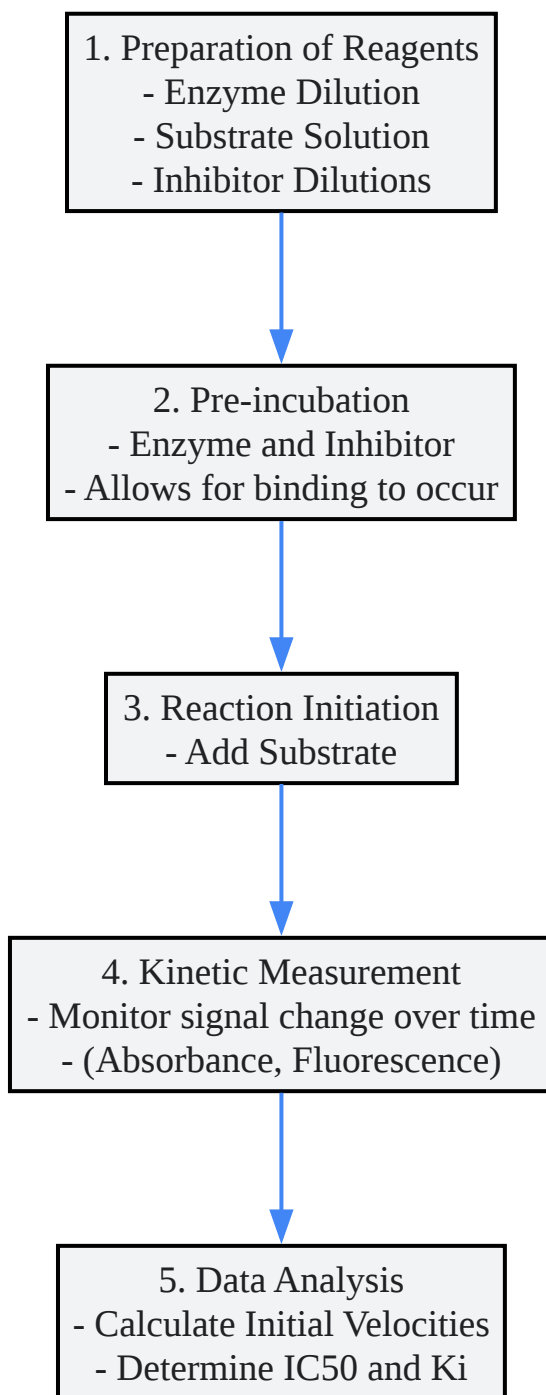 1. Preparation of Reagents
- Enzyme Dilution
- Substrate Solution
- Inhibitor Dilutions
2. Pre-incubation
- Enzyme and Inhibitor
- Allows for binding to occur
3. Reaction Initiation
- Add Substrate
4. Kinetic Measurement
- Monitor signal change over time
- (Absorbance, Fluorescence)
5. Data Analysis
- Calculate Initial Velocities
- Determine IC50 and Ki